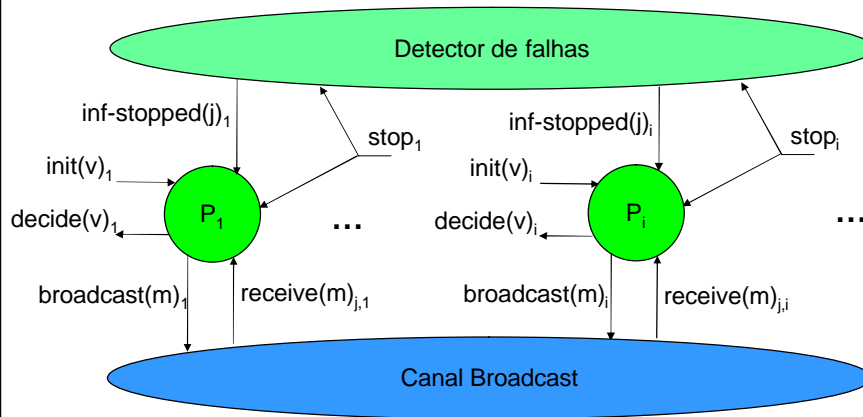 Detector de falhas
inf-stopped(j)₁
stop₁
inf-stopped(j)ᵢ
stopᵢ
init(v)₁
init(v)ᵢ
P₁
...
Pᵢ
...
decide(v)₁
decide(v)ᵢ
broadcast(m)₁
receive(m)ⱼ,₁
broadcast(m)ᵢ
receive(m)ⱼ,ᵢ
Canal Broadcast